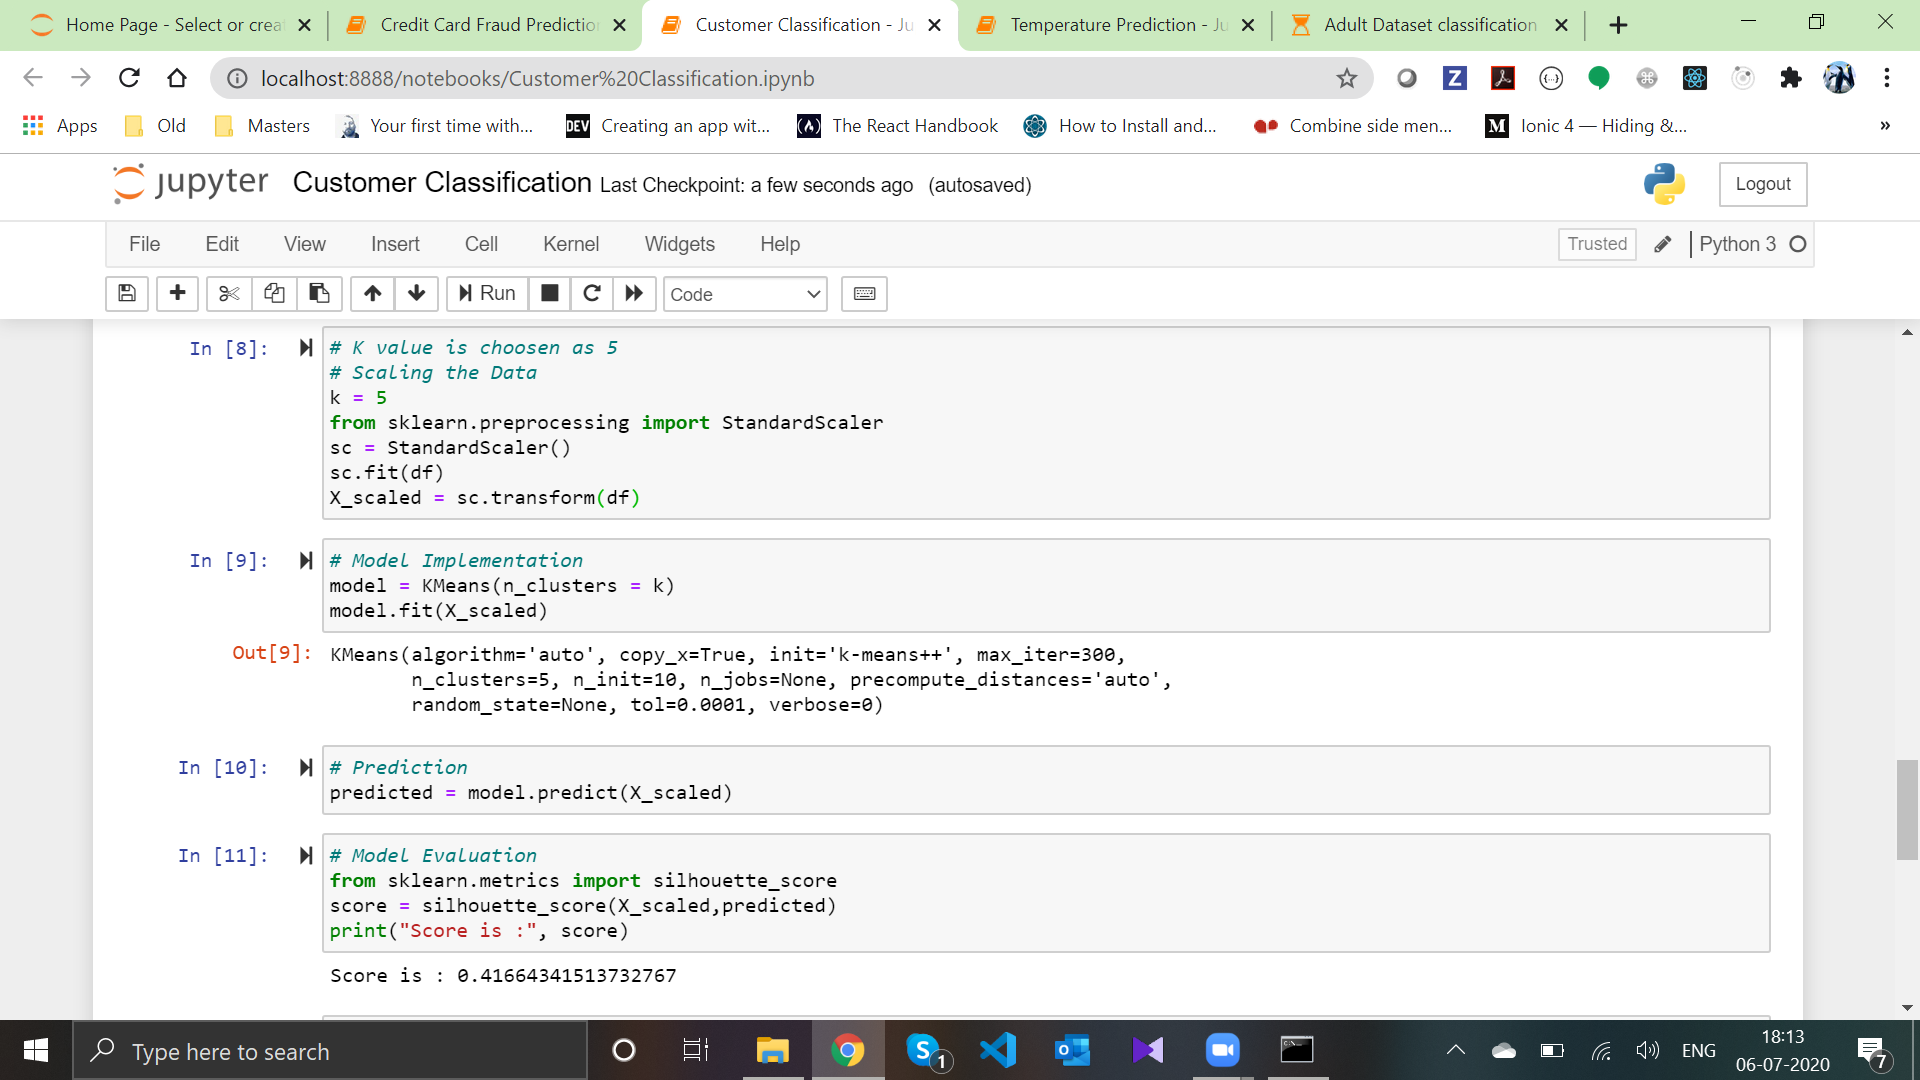 Home Page - Select or creat
Credit Card Fraud Prediction
Customer Classification - Ju
Temperature Prediction - Ju
Adult Dataset classification
localhost:8888/notebooks/Customer%20Classification.ipynb
Apps Old Masters Your first time with... DEV Creating an app wit... The React Handbook How to Install and... Combine side men... M Ionic 4 — Hiding &... »
jupyter Customer Classification Last Checkpoint: a few seconds ago (autosaved) Logout
File Edit View Insert Cell Kernel Widgets Help Trusted Python 3
Run Code
In [8]: # K value is choosen as 5
# Scaling the Data
k = 5
from sklearn.preprocessing import StandardScaler
sc = StandardScaler()
sc.fit(df)
X_scaled = sc.transform(df)
In [9]: # Model Implementation
model = KMeans(n_clusters = k)
model.fit(X_scaled)
Out[9]: KMeans(algorithm='auto', copy_x=True, init='k-means++', max_iter=300,
n_clusters=5, n_init=10, n_jobs=None, precompute_distances='auto',
random_state=None, tol=0.0001, verbose=0)
In [10]: # Prediction
predicted = model.predict(X_scaled)
In [11]: # Model Evaluation
from sklearn.metrics import silhouette_score
score = silhouette_score(X_scaled,predicted)
print("Score is :", score)
Score is : 0.41664341513732767
Type here to search
1
ENG
18:13
06-07-2020
7